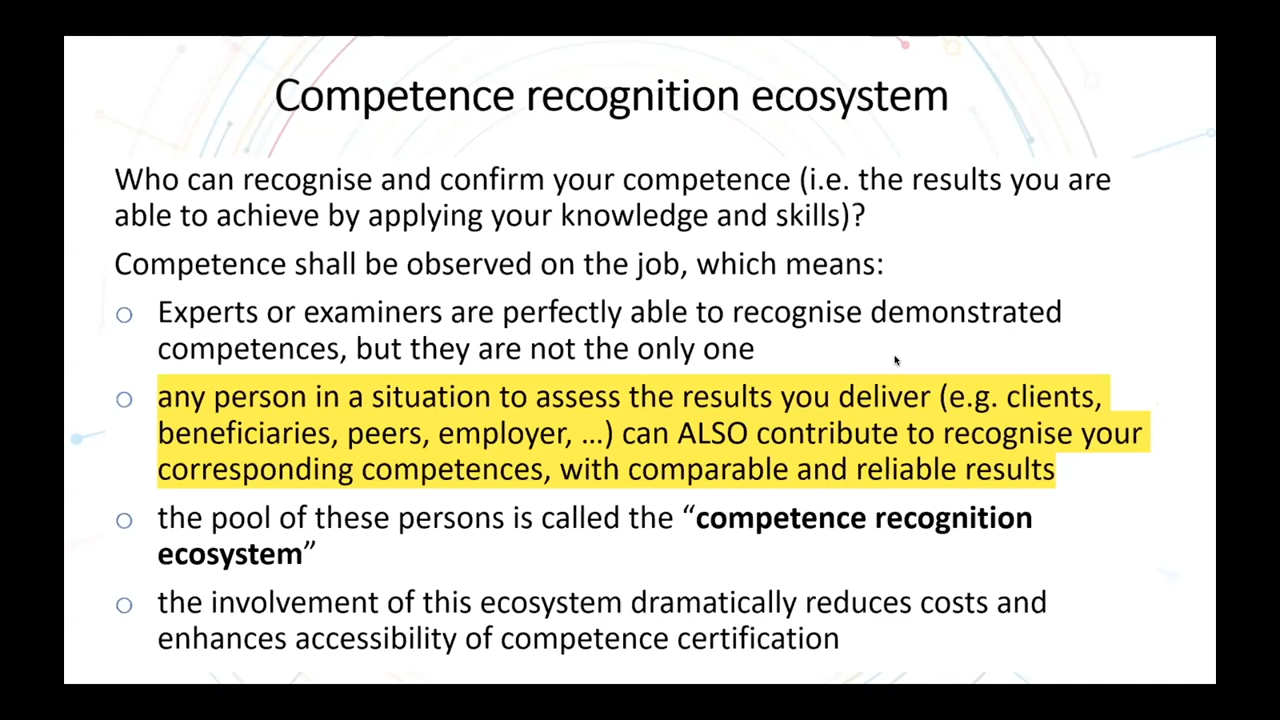 Competence recognition ecosystem
Who can recognise and confirm your competence (i.e. the results you are
able to achieve by applying your knowledge and skills)?
Competence shall be observed on the job, which means:
Experts or examiners are perfectly able to recognise demonstrated
competences, but they are not the only one
any person in a situation to assess the results you deliver (e.g. clients,
beneficiaries, peers, employer, …) can ALSO contribute to recognise your
corresponding competences, with comparable and reliable results
the pool of these persons is called the “competence recognition
ecosystem”
the involvement of this ecosystem dramatically reduces costs and
enhances accessibility of competence certification